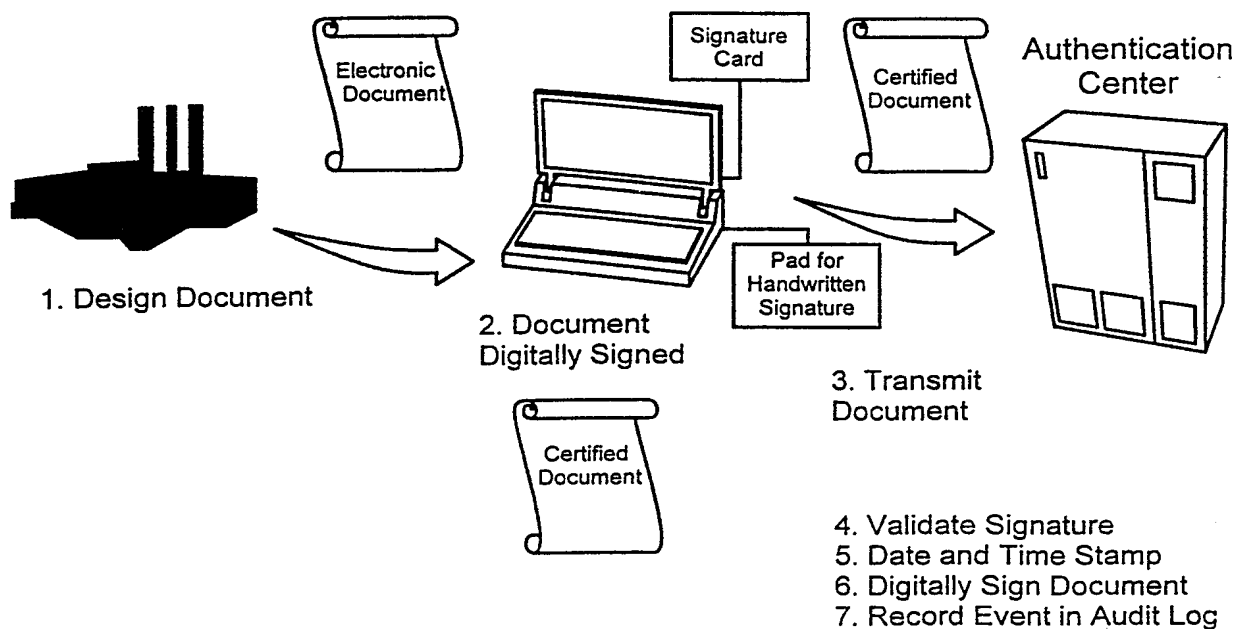 Electronic
Document
Signature
Card
Certified
Document
Authentication
Center
1. Design Document
2. Document
Digitally Signed
Pad for
Handwritten
Signature
3. Transmit
Document
Certified
Document
4. Validate Signature
5. Date and Time Stamp
6. Digitally Sign Document
7. Record Event in Audit Log